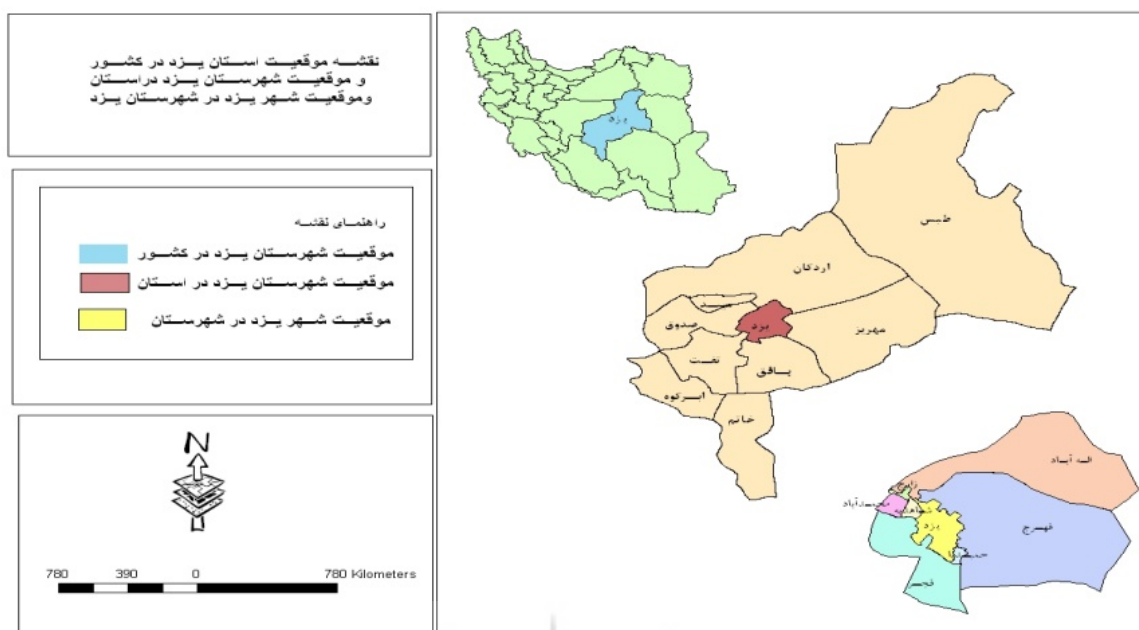 نقشه موقعیت استان یزد در کشور
و موقعیت شهرستان یزد دراستان
وموقعیت شهر یزد در شهرستان یزد
راهنمای نقشه
موقعیت شهرستان یزد در کشور
موقعیت شهرستان یزد در استان
موقعیت شهر یزد در شهرستان
N
780 390 0 780 Kilometers
یزد
طبس
اردکان
صدوق
یزد
مهریز
تفت
بافق
ابرکوه
خاتم
اله آباد
محمدآباد
یزد
فهرج
فجر